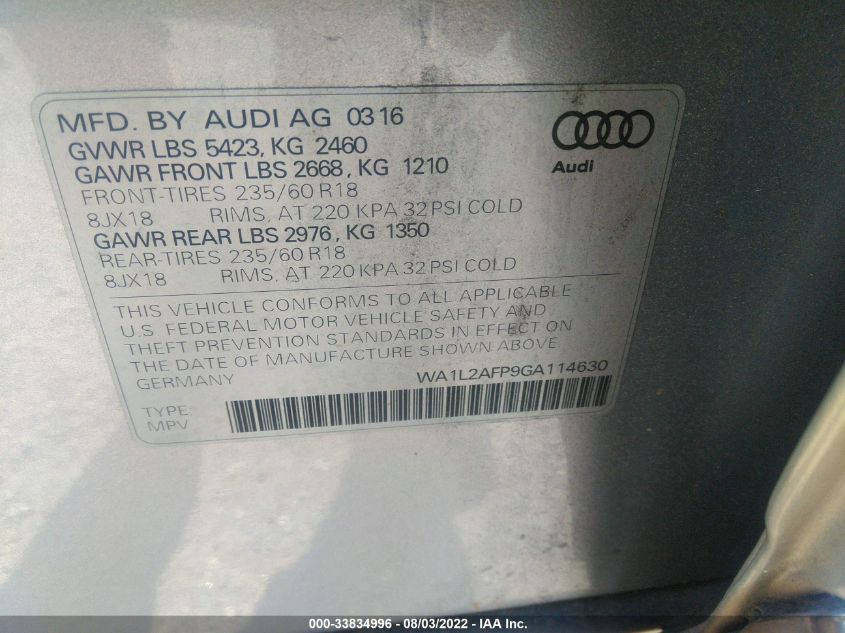 MFD. BY AUDI AG 03 16
GVWR LBS 5423, KG 2460
GAWR FRONT LBS 2668, KG 1210
FRONT-TIRES 235/60 R18
8JX18 RIMS, AT 220 KPA 32 PSI COLD
GAWR REAR LBS 2976, KG 1350
REAR-TIRES 235/60 R18
8JX18 RIMS, AT 220 KPA 32 PSI COLD
Audi
THIS VEHICLE CONFORMS TO ALL APPLICABLE
U.S. FEDERAL MOTOR VEHICLE SAFETY AND
THEFT PREVENTION STANDARDS IN EFFECT ON
THE DATE OF MANUFACTURE SHOWN ABOVE
GERMANY WA1L2AFP9GA114630
TYPE:
MPV
000-33834996 - 08/03/2022 - IAA Inc.